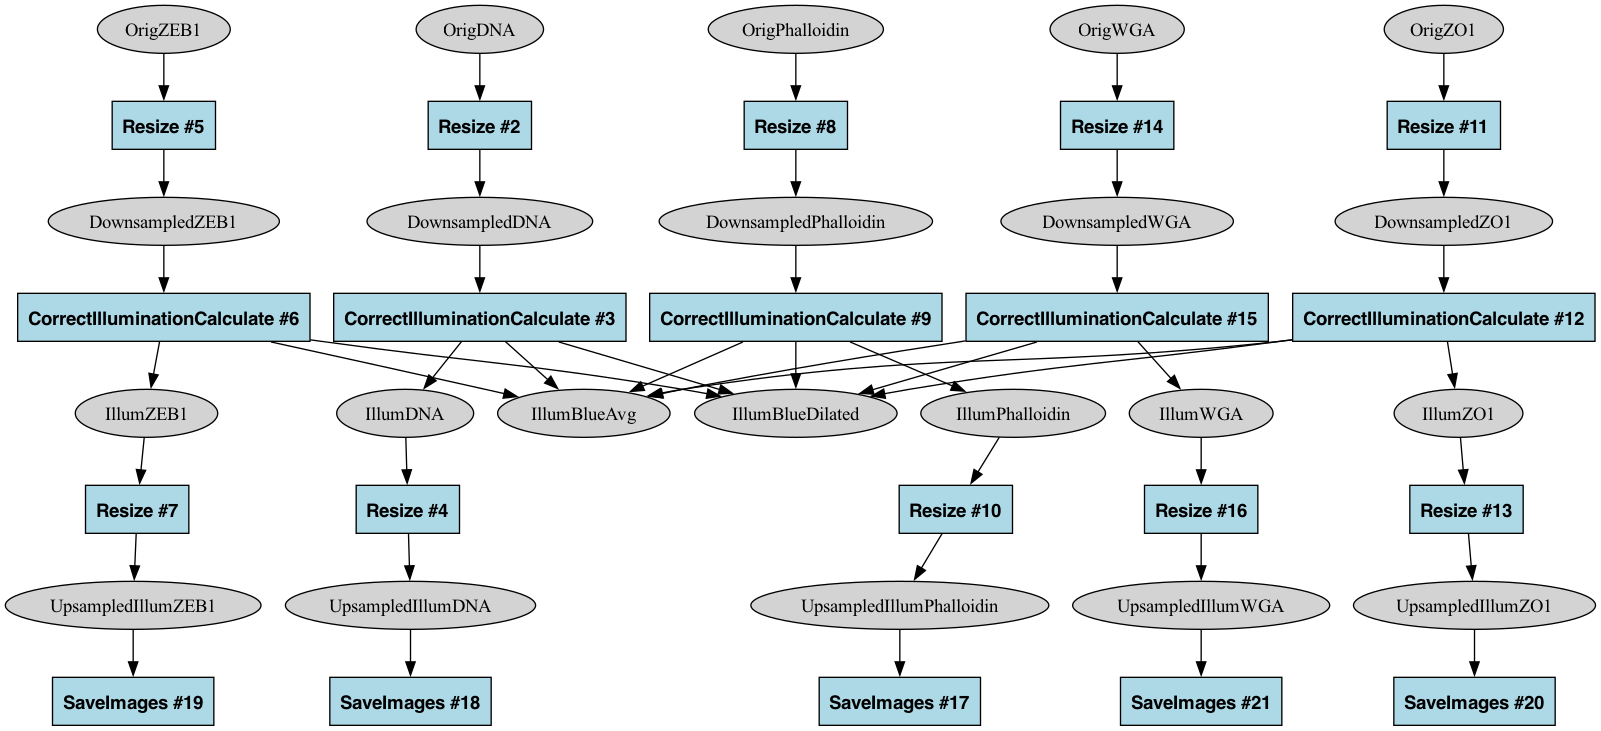 OrigZEB1
OrigDNA
OrigPhalloidin
OrigWGA
OrigZO1
Resize #5
Resize #2
Resize #8
Resize #14
Resize #11
DownsampledZEB1
DownsampledDNA
DownsampledPhalloidin
DownsampledWGA
DownsampledZO1
CorrectIlluminationCalculate #6
CorrectIlluminationCalculate #3
CorrectIlluminationCalculate #9
CorrectIlluminationCalculate #15
CorrectIlluminationCalculate #12
IllumZEB1
IllumDNA
IllumBlueAvg
IllumBlueDilated
IllumPhalloidin
IllumWGA
IllumZO1
Resize #7
Resize #4
Resize #10
Resize #16
Resize #13
UpsampledIllumZEB1
UpsampledIllumDNA
UpsampledIllumPhalloidin
UpsampledIllumWGA
UpsampledIllumZO1
SaveImages #19
SaveImages #18
SaveImages #17
SaveImages #21
SaveImages #20